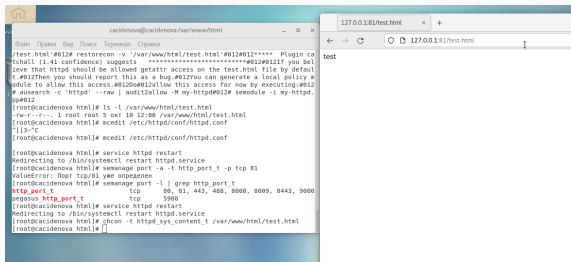 cacidenova@cacidenova:/var/www/html
Файл Правка Вид Поиск Терминал Справка
/test.html'#012# restorecon -v '/var/www/html/test.html'#012#012***** Plugin ca
tchall (1.41 confidence) suggests **************************#012#012If you bel
ieve that httpd should be allowed getattr access on the test.html file by defaul
t.#012Then you should report this as a bug.#012You can generate a local policy m
odule to allow this access.#012Do#012allow this access for now by executing:#012
# ausearch -c 'httpd' --raw | audit2allow -M my-httpd#012# semodule -i my-httpd.
pp#012
[root@cacidenova html]# ls -l /var/www/html/test.html
-rw-r--r--. 1 root root 5 окт 10 12:00 /var/www/html/test.html
[root@cacidenova html]# mcedit /etc/httpd/conf/httpd.conf
^[[3~^C
[root@cacidenova html]# mcedit /etc/httpd/conf/httpd.conf
[root@cacidenova html]# service httpd restart
Redirecting to /bin/systemctl restart httpd.service
[root@cacidenova html]# semanage port -a -t http_port_t -p tcp 81
ValueError: Порт tcp/81 уже определен
[root@cacidenova html]# semanage port -l | grep http_port_t
http_port_t tcp 80, 81, 443, 488, 8008, 8009, 8443, 9000
pegasus_http_port_t tcp 5988
[root@cacidenova html]# service httpd restart
Redirecting to /bin/systemctl restart httpd.service
[root@cacidenova html]# chcon -t httpd_sys_content_t /var/www/html/test.html
[root@cacidenova html]#
127.0.0.1:81/test.html
127.0.0.1:81/test.html
test